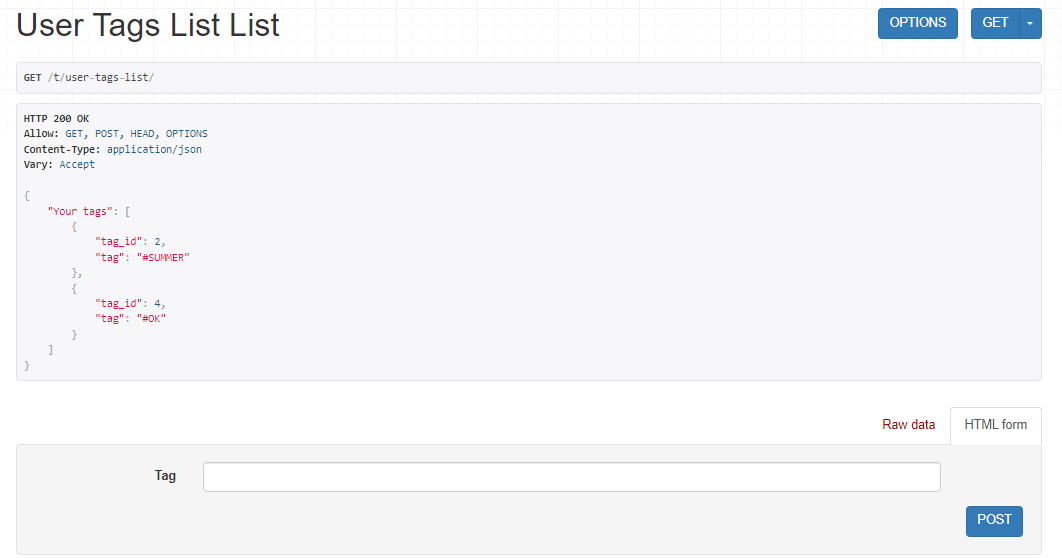 User Tags List List
OPTIONS
GET
GET /t/user-tags-list/
HTTP 200 OK
Allow: GET, POST, HEAD, OPTIONS
Content-Type: application/json
Vary: Accept
{
"Your tags": [
{
"tag_id": 2,
"tag": "#SUMMER"
},
{
"tag_id": 4,
"tag": "#OK"
}
]
}
Raw data
HTML form
Tag
POST